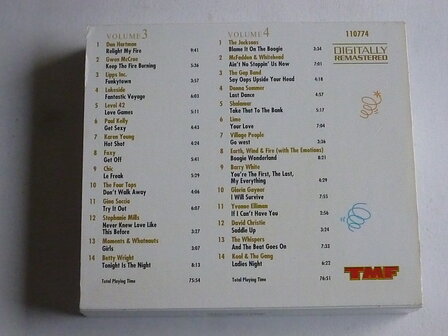 VOLUME 3
1 Dan Hartman
Relight My Fire 9:41
2 Gwen McCrae
Keep The Fire Burning 5:36
3 Lipps Inc.
Funkytown 3:57
4 Lakeside
Fantastic Voyage 6:03
5 Level 42
Love Games 5:11
6 Paul Kelly
Get Sexy 4:43
7 Karen Young
Hot Shot 4:24
8 Foxy
Get Off 5:41
9 Chic
Le Freak 5:29
10 The Four Tops
Don't Walk Away 4:06
11 Gino Soccio
Try It Out 6:07
12 Stephanie Mills
Never Knew Love Like
This Before 3:27
13 Moments & Whatnauts
Girls 3:07
14 Betty Wright
Tonight Is The Night 8:13
Total Playing Time 75:54
VOLUME 4
1 The Jacksons
Blame It On The Boogie 3:34
2 McFadden & Whitehead
Ain't No Stoppin' Us Now 7:01
3 The Gap Band
Say Oops Upside Your Head 6:18
4 Donna Summer
Last Dance 4:57
5 Shalamar
Take That To The Bank 5:17
6 Lime
Your Love 7:04
7 Village People
Go west 3:36
8 Earth, Wind & Fire (with The Emotions)
Boogie Wonderland 8:21
9 Barry White
You're The First, The Last,
My Everything 4:23
10 Gloria Gaynor
I Will Survive 7:55
11 Yvonne Elliman
If I Can't Have You 2:56
12 David Christie
Saddle Up 3:24
13 The Whispers
And The Beat Goes On 7:33
14 Kool & The Gang
Ladies Night 6:22
Total Playing Time 76:51
110774
DIGITALLY
REMASTERED
TMF